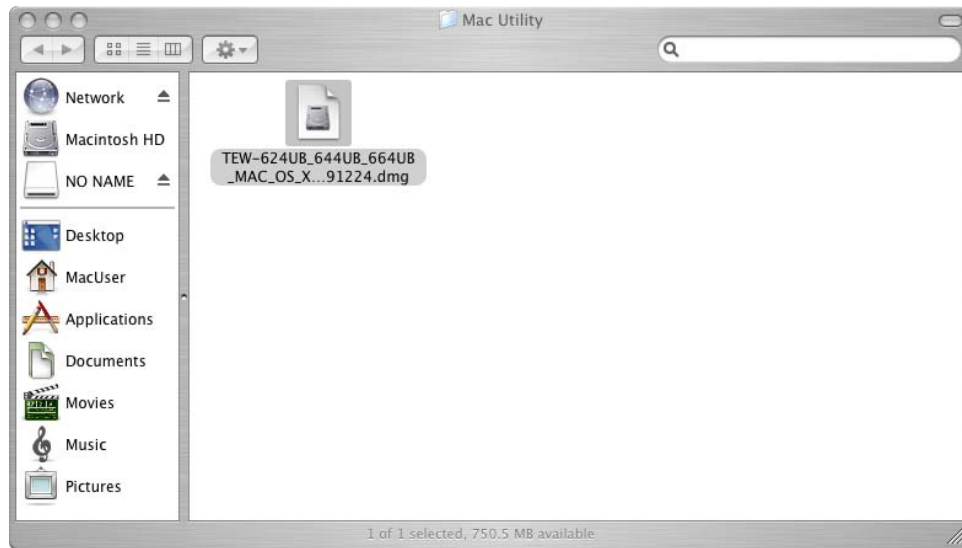 Mac Utility
Network
Macintosh HD
NO NAME
Desktop
MacUser
Applications
Documents
Movies
Music
Pictures
TEW-624UB_644UB_664UB
_MAC_OS_X...91224.dmg
1 of 1 selected, 750.5 MB available